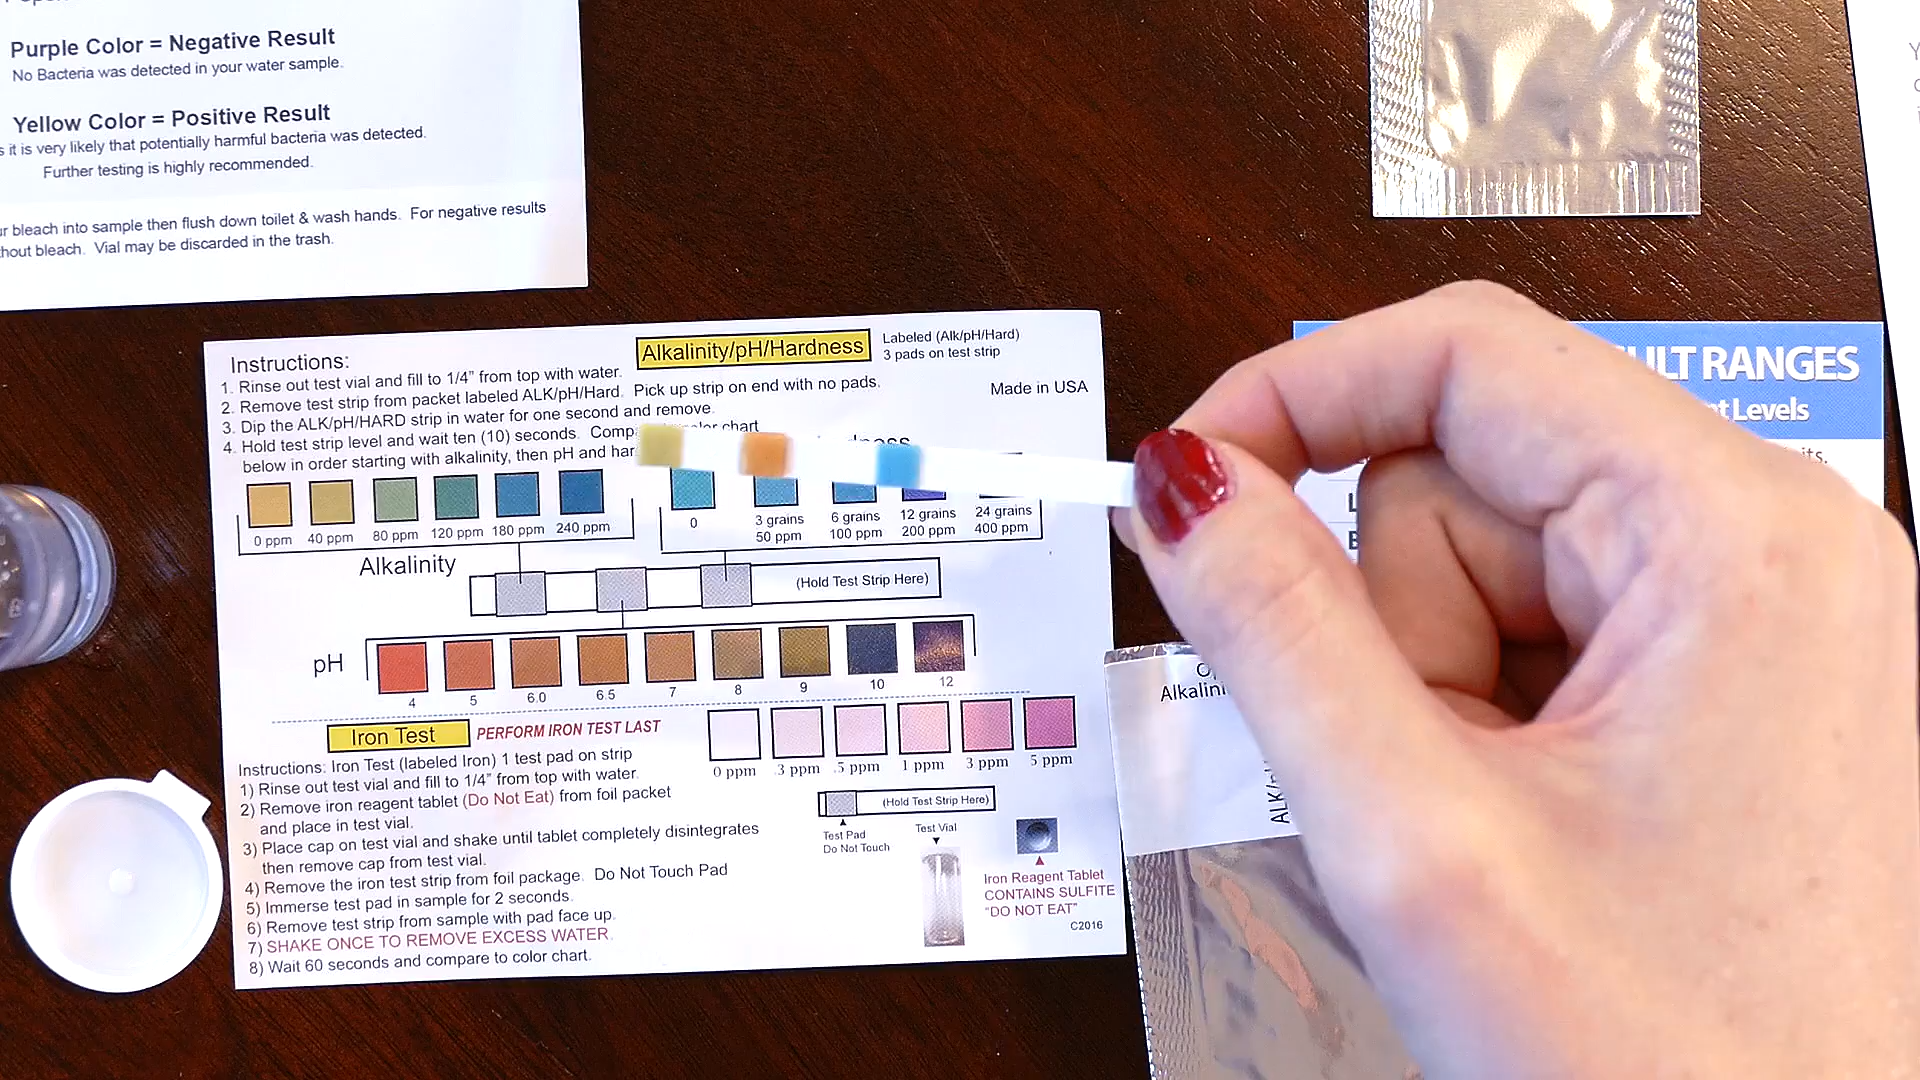 Purple Color = Negative Result
No Bacteria was detected in your water sample.
Yellow Color = Positive Result
s it is very likely that potentially harmful bacteria was detected.
Further testing is highly recommended.
ur bleach into sample then flush down toilet & wash hands. For negative results
hout bleach. Vial may be discarded in the trash.
Instructions:
1. Rinse out test vial and fill to 1/4" from top with water.
2. Remove test strip from packet labeled ALK/pH/Hard. Pick up strip on end with no pads.
3. Dip the ALK/pH/HARD strip in water for one second and remove.
4. Hold test strip level and wait ten (10) seconds. Comp chart
below in order starting with alkalinity, then pH and har
Alkalinity/pH/Hardness
Labeled (Alk/pH/Hard)
3 pads on test strip
Made in USA
0 ppm 40 ppm 80 ppm 120 ppm 180 ppm 240 ppm
Alkalinity
0 3 grains 6 grains 12 grains 24 grains
50 ppm 100 ppm 200 ppm 400 ppm
(Hold Test Strip Here)
pH
4 5 6.0 6.5 7 8 9 10 12
Iron Test PERFORM IRON TEST LAST
Instructions: Iron Test (labeled Iron) 1 test pad on strip
1) Rinse out test vial and fill to 1/4" from top with water.
2) Remove iron reagent tablet (Do Not Eat) from foil packet
and place in test vial.
3) Place cap on test vial and shake until tablet completely disintegrates
then remove cap from test vial.
4) Remove the iron test strip from foil package. Do Not Touch Pad
5) Immerse test pad in sample for 2 seconds.
6) Remove test strip from sample with pad face up.
7) SHAKE ONCE TO REMOVE EXCESS WATER.
8) Wait 60 seconds and compare to color chart.
0 ppm .3 ppm .5 ppm 1 ppm 3 ppm 5 ppm
(Hold Test Strip Here)
Test Pad
Do Not Touch
Test Vial
Iron Reagent Tablet
CONTAINS SULFITE
"DO NOT EAT"
C2016
ULT RANGES
t Levels
its.
L
B
Alkalini
ALK/p